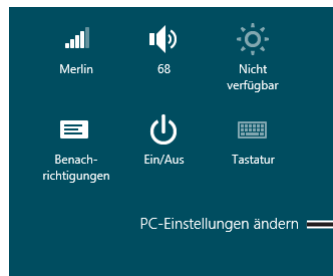 Merlin
68
Nicht
verfügbar
Benach-
richtigungen
Ein/Aus
Tastatur
PC-Einstellungen ändern